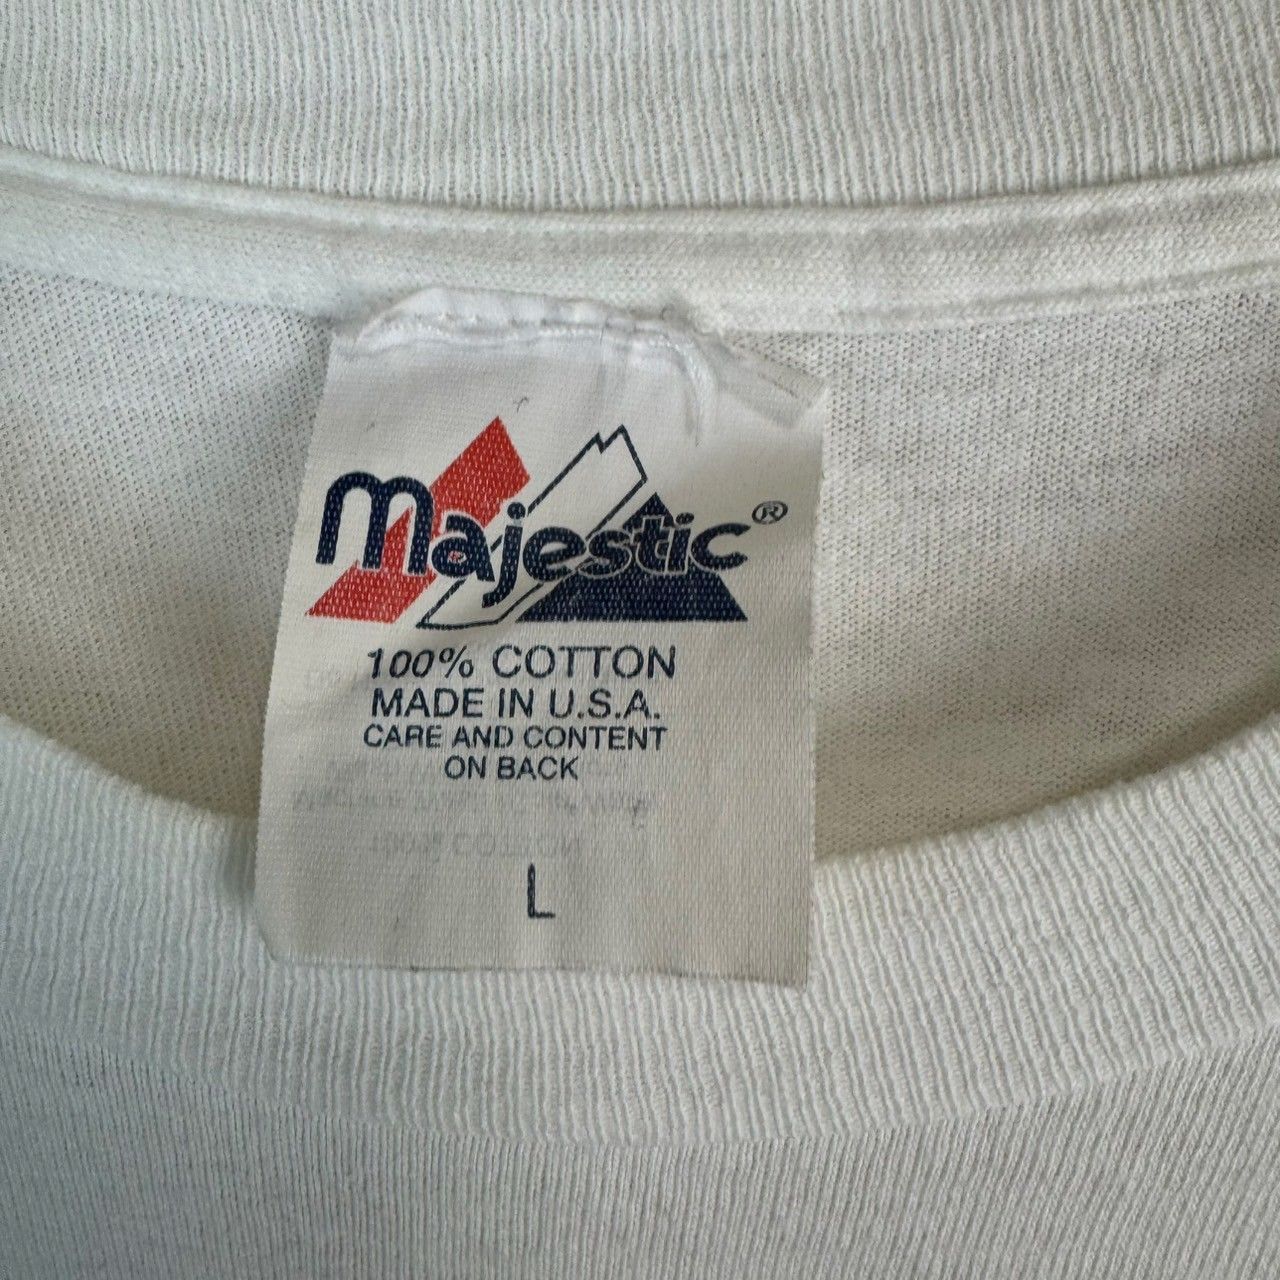 majestic®
100% COTTON
MADE IN U.S.A.
CARE AND CONTENT
ON BACK
L